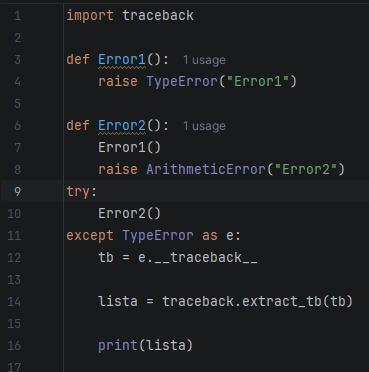 1 import traceback
2
3 def Error1(): 1 usage
4     raise TypeError("Error1")
5
6 def Error2(): 1 usage
7     Error1()
8     raise ArithmeticError("Error2")
9 try:
10     Error2()
11 except TypeError as e:
12     tb = e.__traceback__
13
14     lista = traceback.extract_tb(tb)
15
16     print(lista)
17